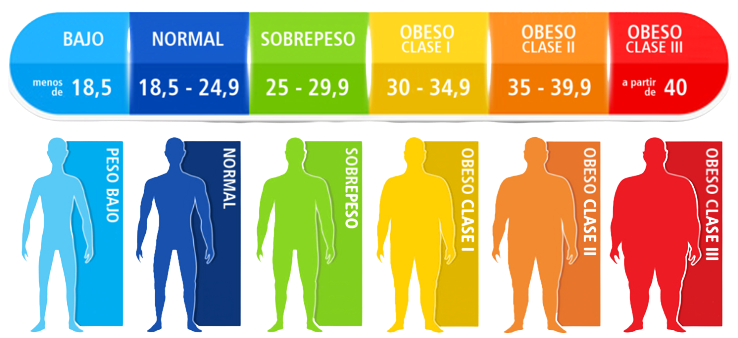 BAJO
NORMAL
SOBREPESO
OBESO
CLASE I
OBESO
CLASE II
OBESO
CLASE III
menos
de 18,5
18,5 - 24,9
25 - 29,9
30 - 34,9
35 - 39,9
a partir
de 40
PESO BAJO
NORMAL
SOBREPESO
OBESO CLASE I
OBESO CLASE II
OBESO CLASE III